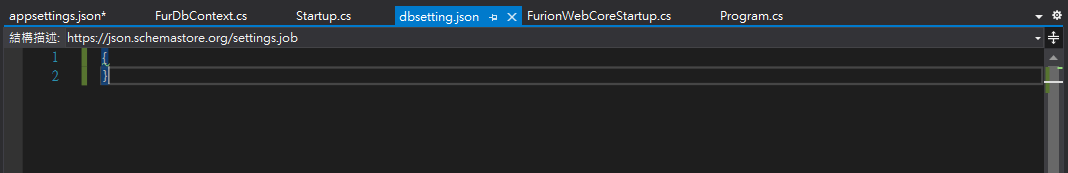 appsettings.json* FurDbContext.cs Startup.cs dbsetting.json FurionWebCoreStartup.cs Program.cs
結構描述: https://json.schemastore.org/settings.job
1 {
2 }